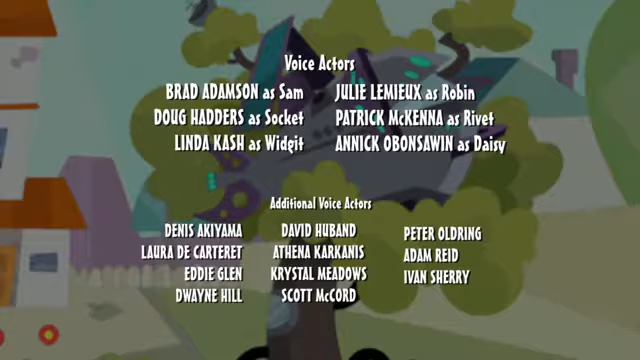 Voice Actors
BRAD ADAMSON as Sam
JULIE LEMIEUX as Robin
DOUG HADDERS as Socket
PATRICK McKENNA as Rivet
LINDA KASH as Widgit
ANNICK OBONSAWIN as Daisy
Additional Voice Actors
DENIS AKIYAMA
LAURA DE CARTERET
EDDIE GLEN
DWAYNE HILL
DAVID HUBAND
ATHENA KARKANIS
KRYSTAL MEADOWS
SCOTT McCORD
PETER OLDRING
ADAM REID
IVAN SHERRY